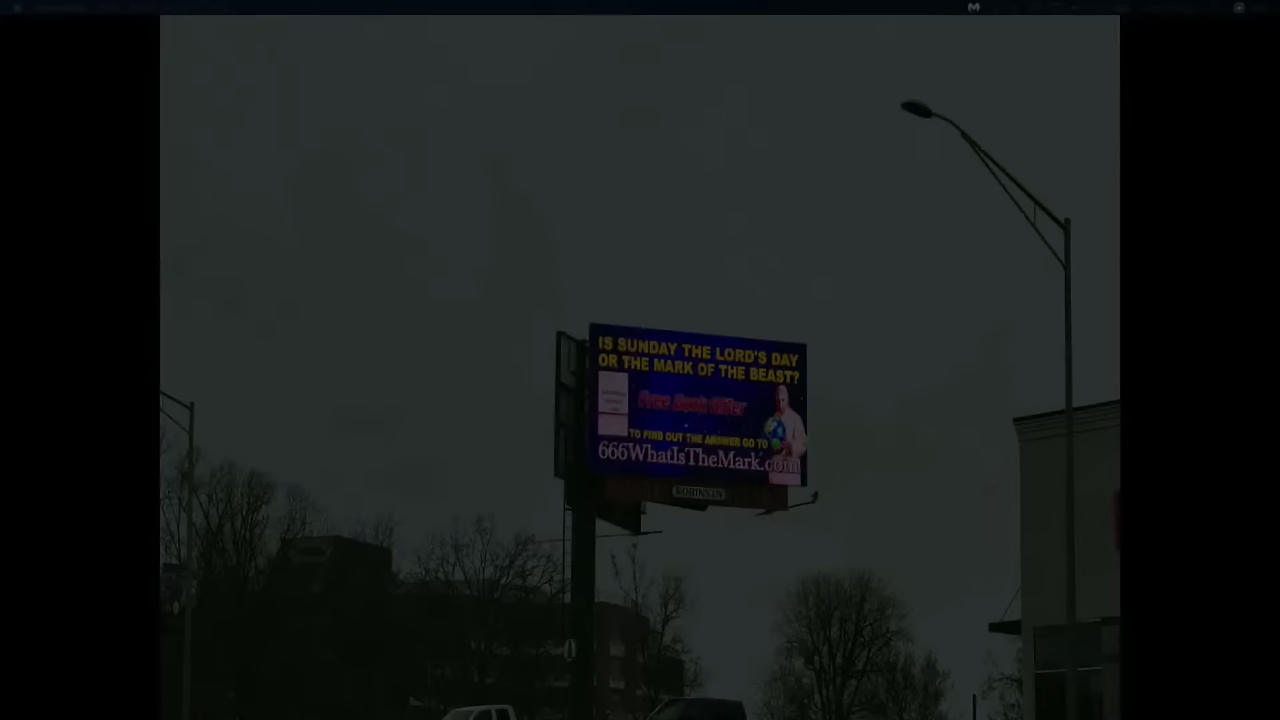 IS SUNDAY THE LORD'S DAY
OR THE MARK OF THE BEAST?
Free Book Offer
TO FIND OUT THE ANSWER GO TO
666WhatIsTheMark.com
ROBINSON